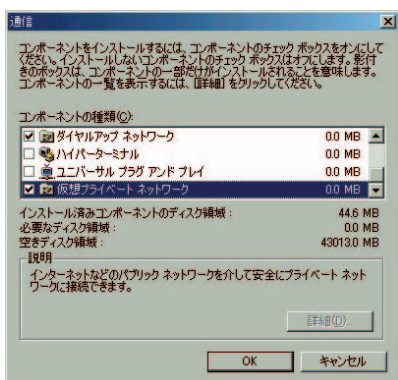 通信
コンポーネントをインストールするには、コンポーネントのチェック ボックスをオンにして
ください。インストールしないコンポーネントのチェック ボックスはオフにします。影付
きのボックスは、コンポーネントの一部だけがインストールされることを意味します。
コンポーネントの一覧を表示するには、[詳細] をクリックしてください。
コンポーネントの種類(C):
ダイヤルアップ ネットワーク 0.0 MB
ハイパーターミナル 0.0 MB
ユニバーサル プラグ アンド プレイ 0.0 MB
仮想プライベート ネットワーク 0.0 MB
インストール済みコンポーネントのディスク領域: 44.6 MB
必要なディスク領域: 0.0 MB
空きディスク領域: 43013.0 MB
説明
インターネットなどのパブリック ネットワークを介して安全にプライベート ネット
ワークに接続できます。
詳細(D)...
OK キャンセル